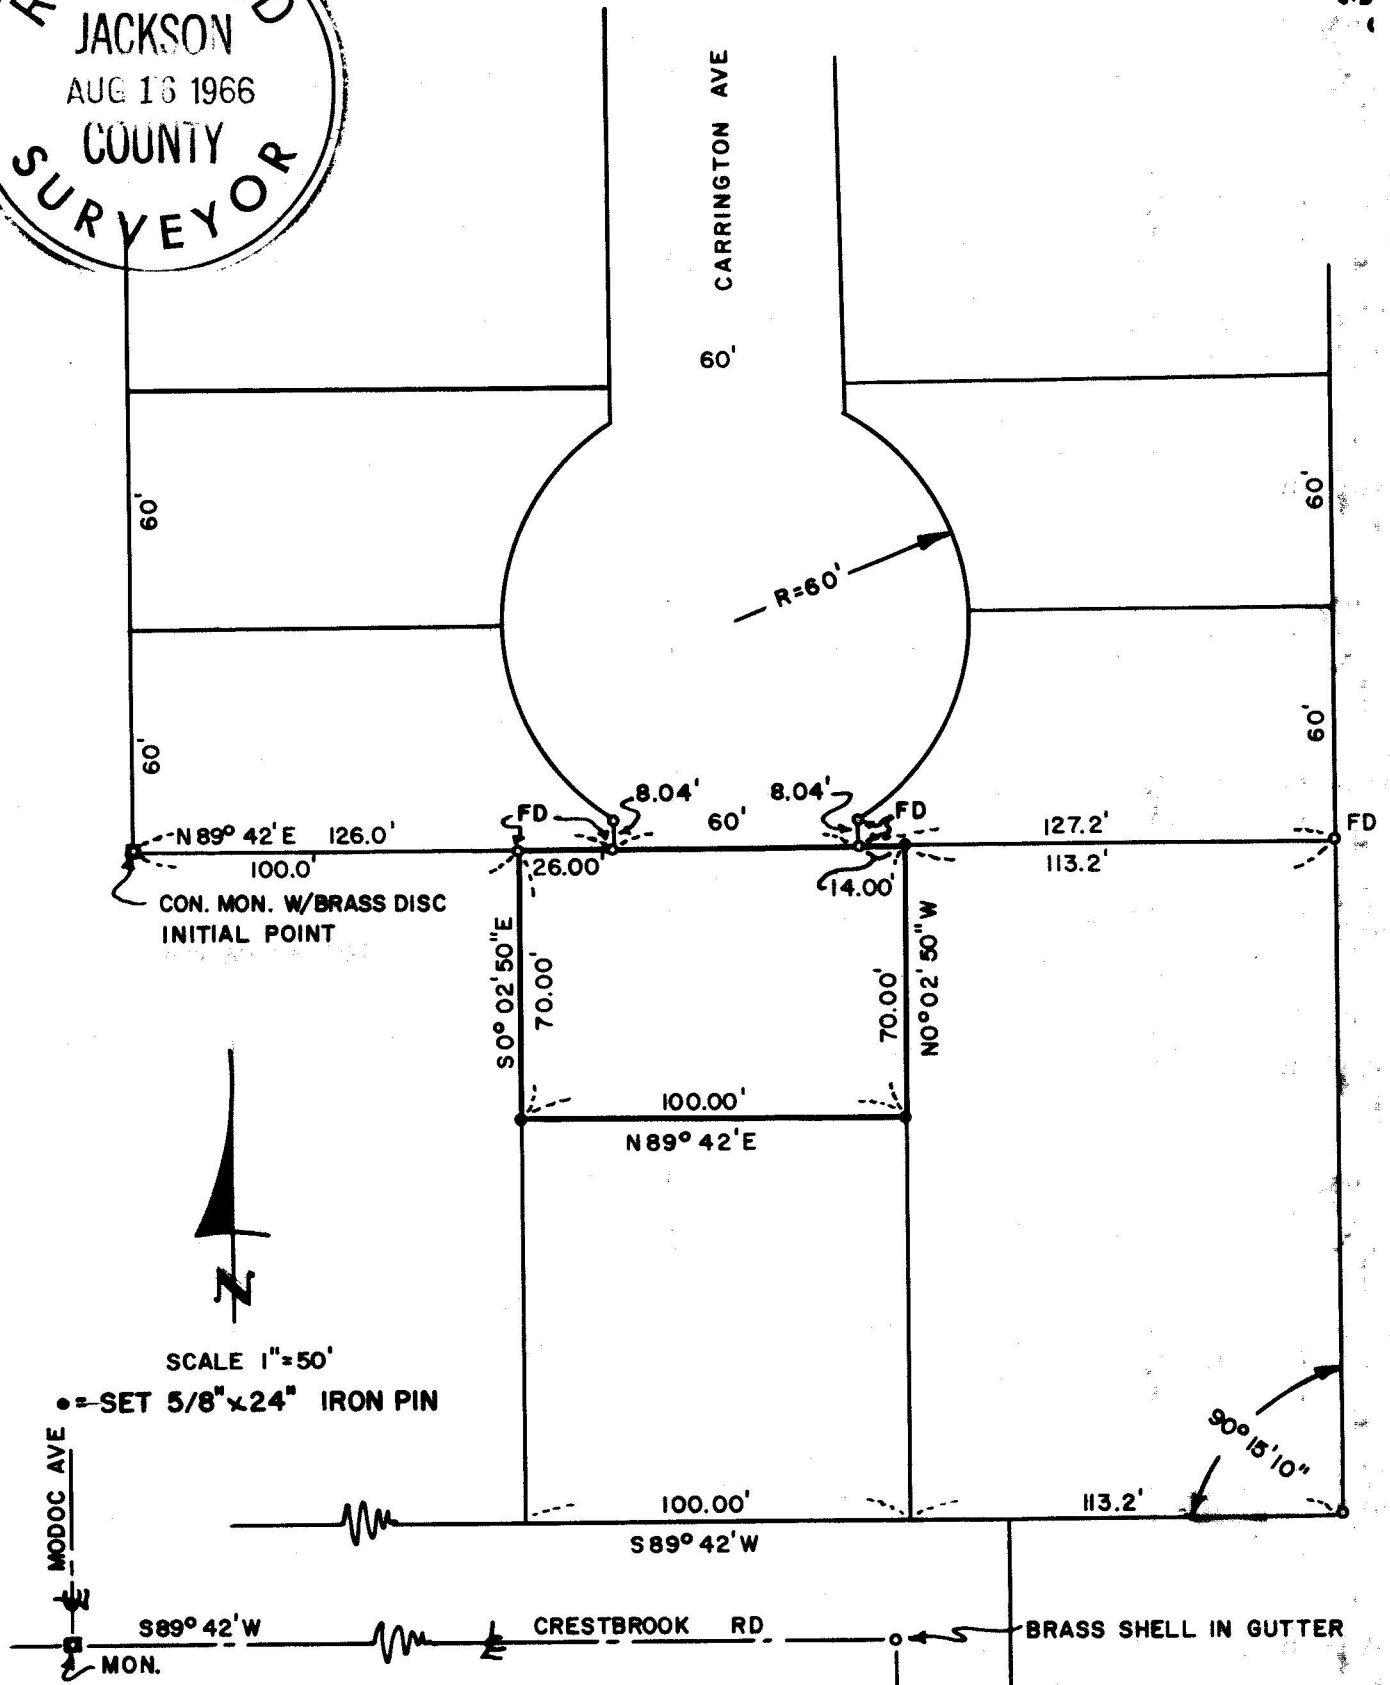 JACKSON
AUG 16 1966
COUNTY
SURVEYOR
CARRINGTON AVE
60'
60'
60'
R=60'
60'
60'
8.04'
8.04'
FD
60'
FD
FD
N 89° 42' E 126.0'
127.2'
100.0'
26.00'
14.00'
113.2'
CON. MON. W/BRASS DISC
INITIAL POINT
S 0° 02' 50" E
70.00'
70.00'
N 0° 02' 50" W
100.00'
N 89° 42' E
N
SCALE 1"=50'
●=SET 5/8"x24" IRON PIN
90° 15' 10"
MODOC AVE
100.00'
113.2'
S 89° 42' W
S 89° 42' W
CRESTBROOK RD
BRASS SHELL IN GUTTER
MON.